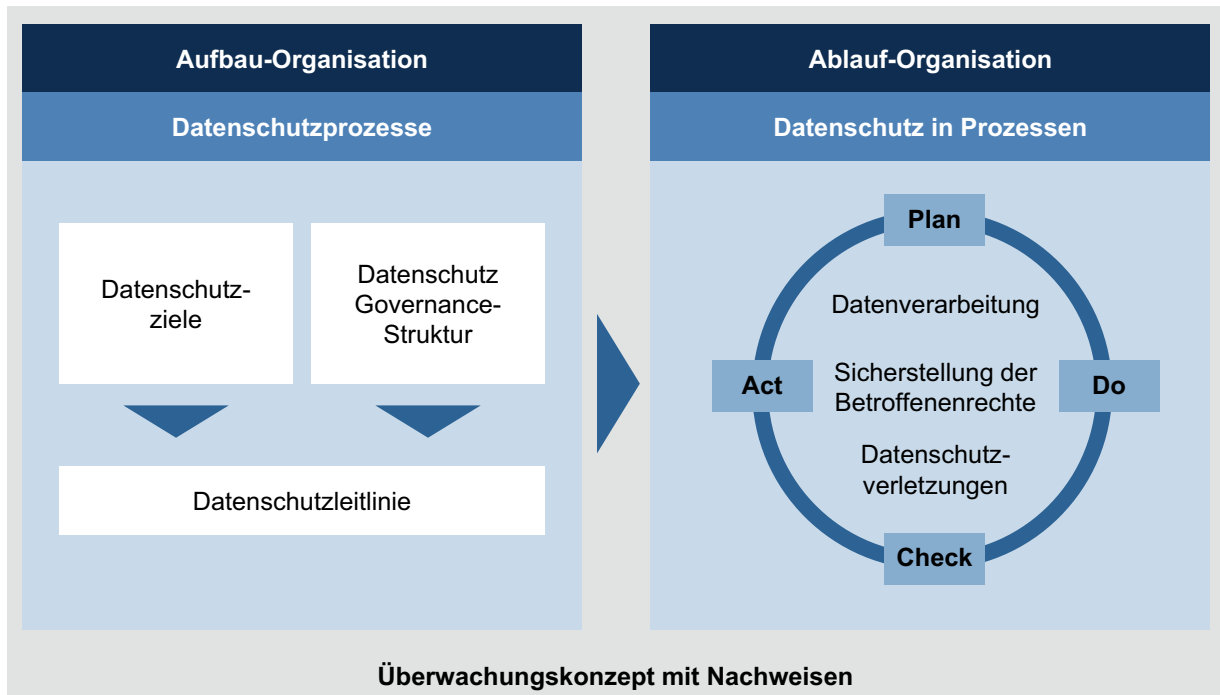 Aufbau-Organisation
Datenschutzprozesse
Datenschutz-
ziele
Datenschutz
Governance-
Struktur
Datenschutzleitlinie
Ablauf-Organisation
Datenschutz in Prozessen
Plan
Datenverarbeitung
Act
Sicherstellung der
Betroffenenrechte
Do
Datenschutz-
verletzungen
Check
Überwachungskonzept mit Nachweisen